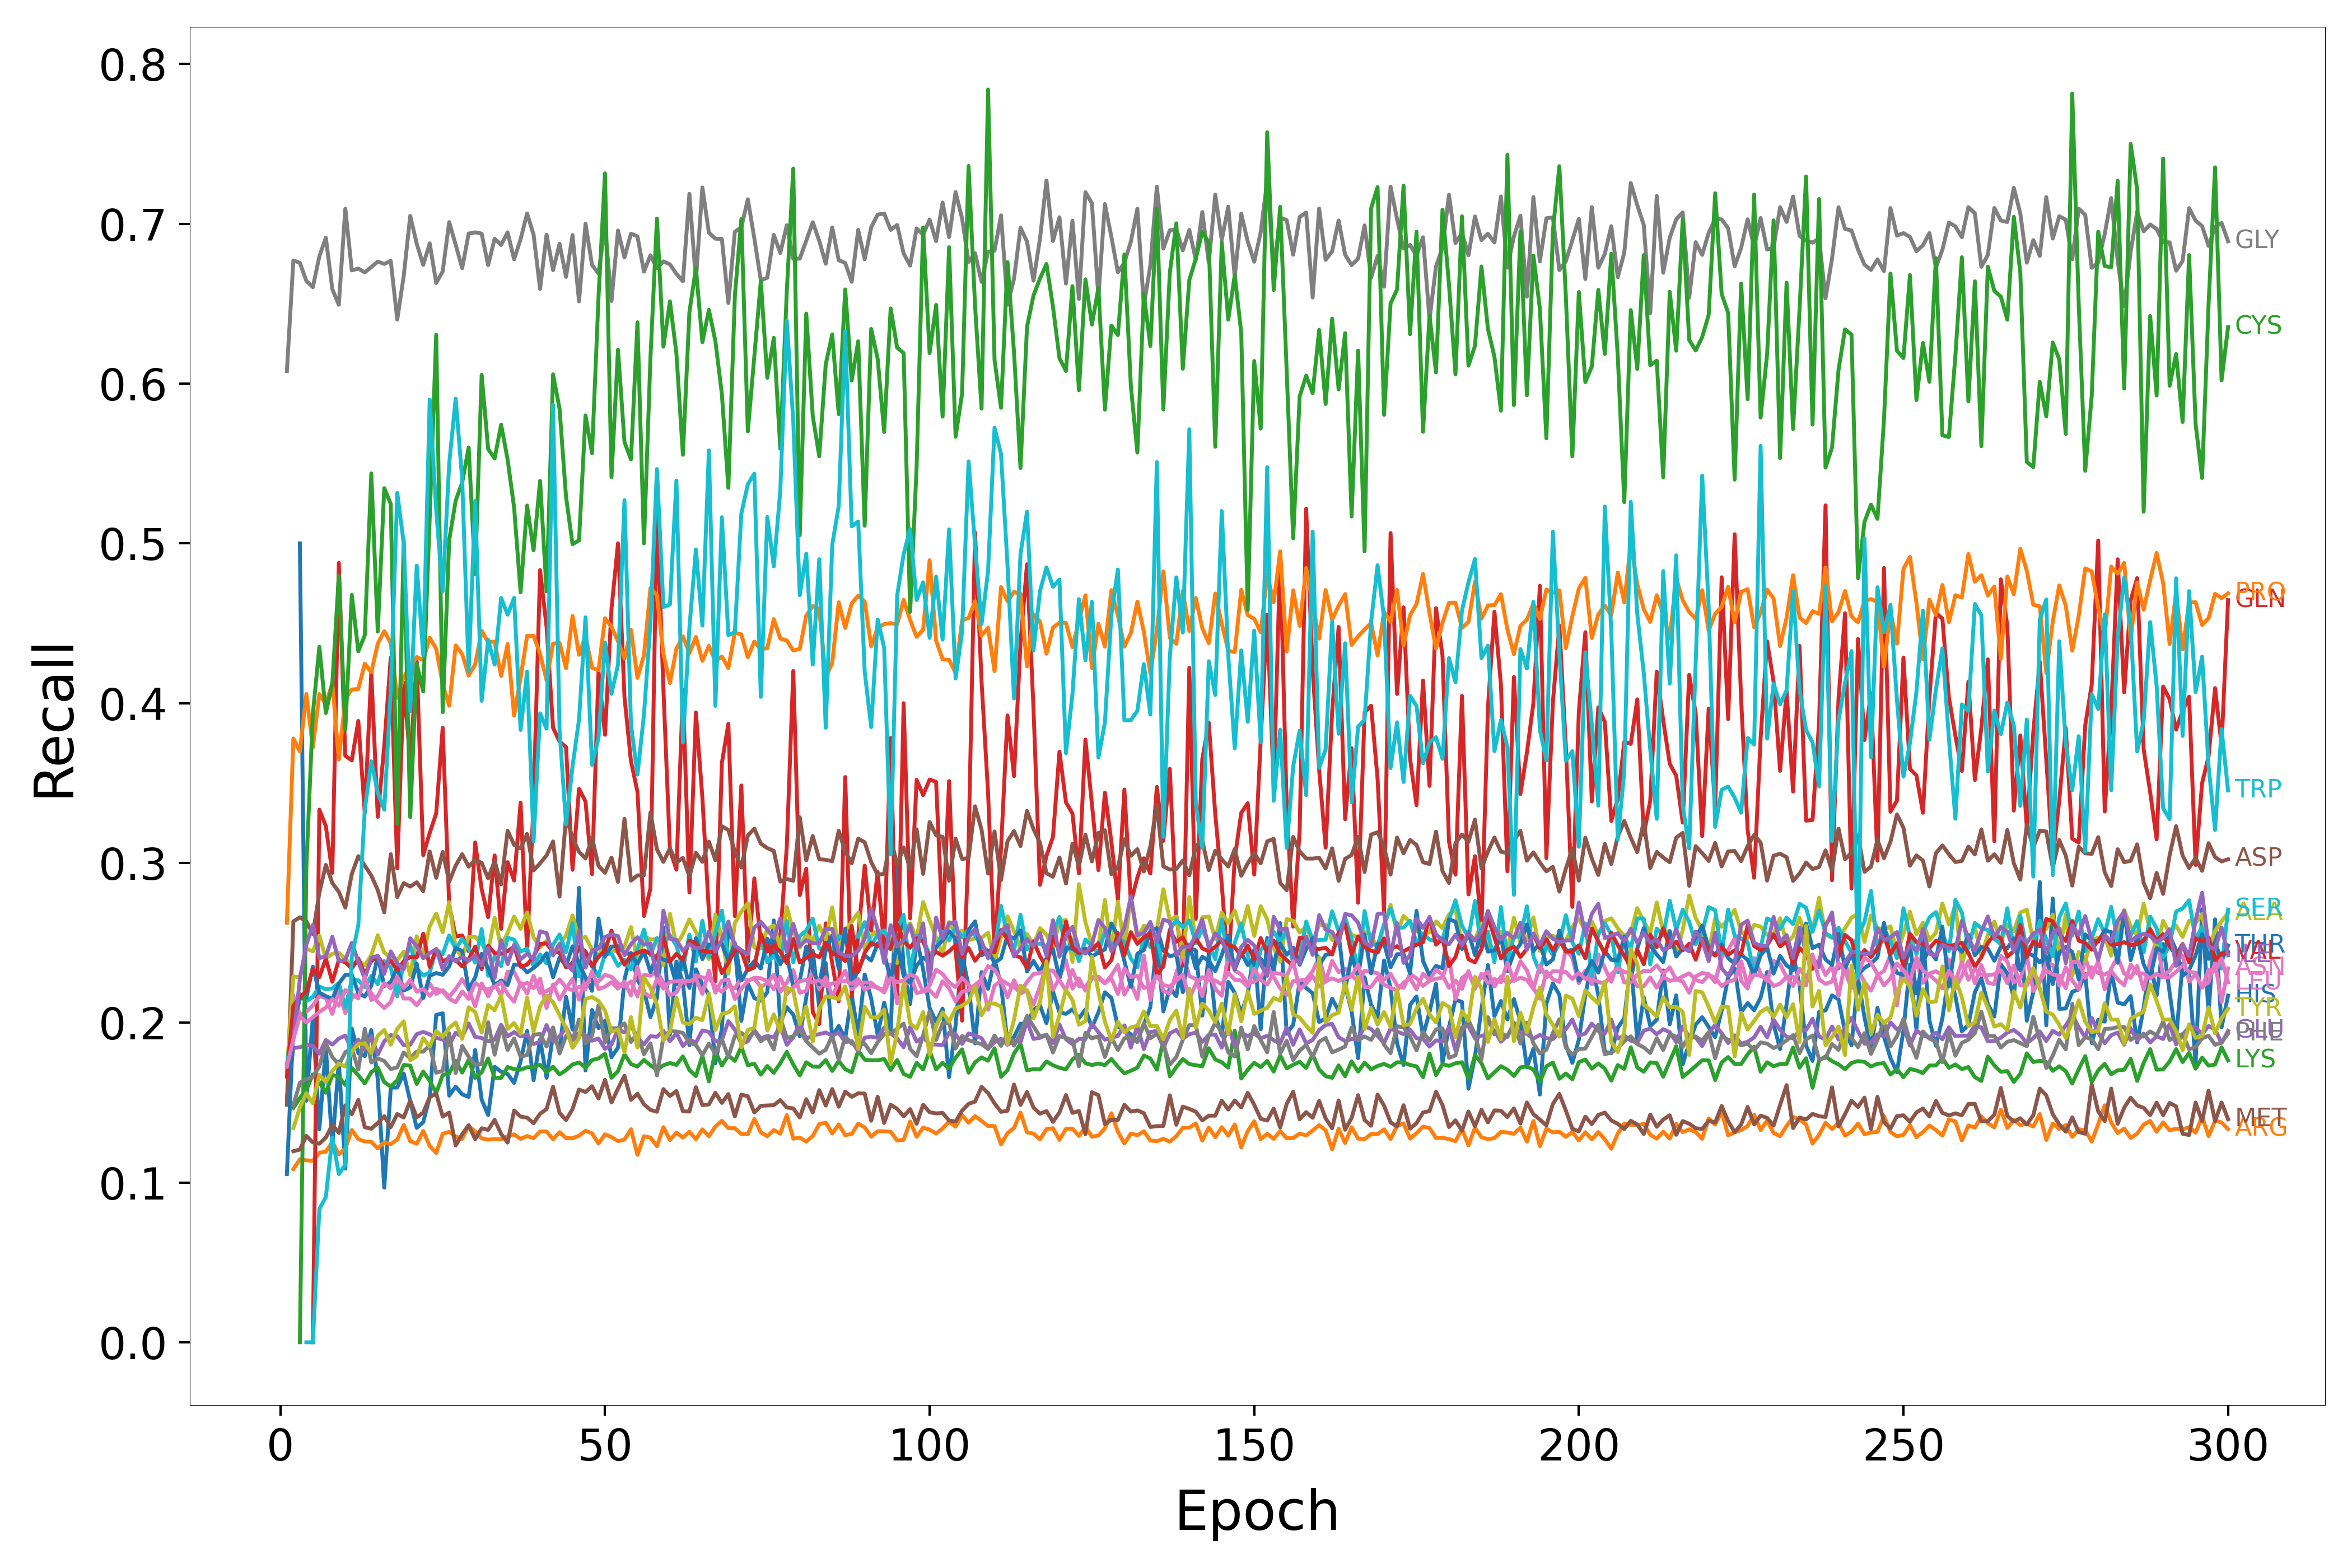 0.8
0.7
0.6
0.5
0.4
0.3
0.2
0.1
0.0
Recall
0
50
100
150
200
250
300
Epoch
GLY
CYS
PRO
GLN
TRP
ASP
SER
ALA
THR
VAL
ASN
HIS
TYR
GLU
PHE
LYS
MET
ARG